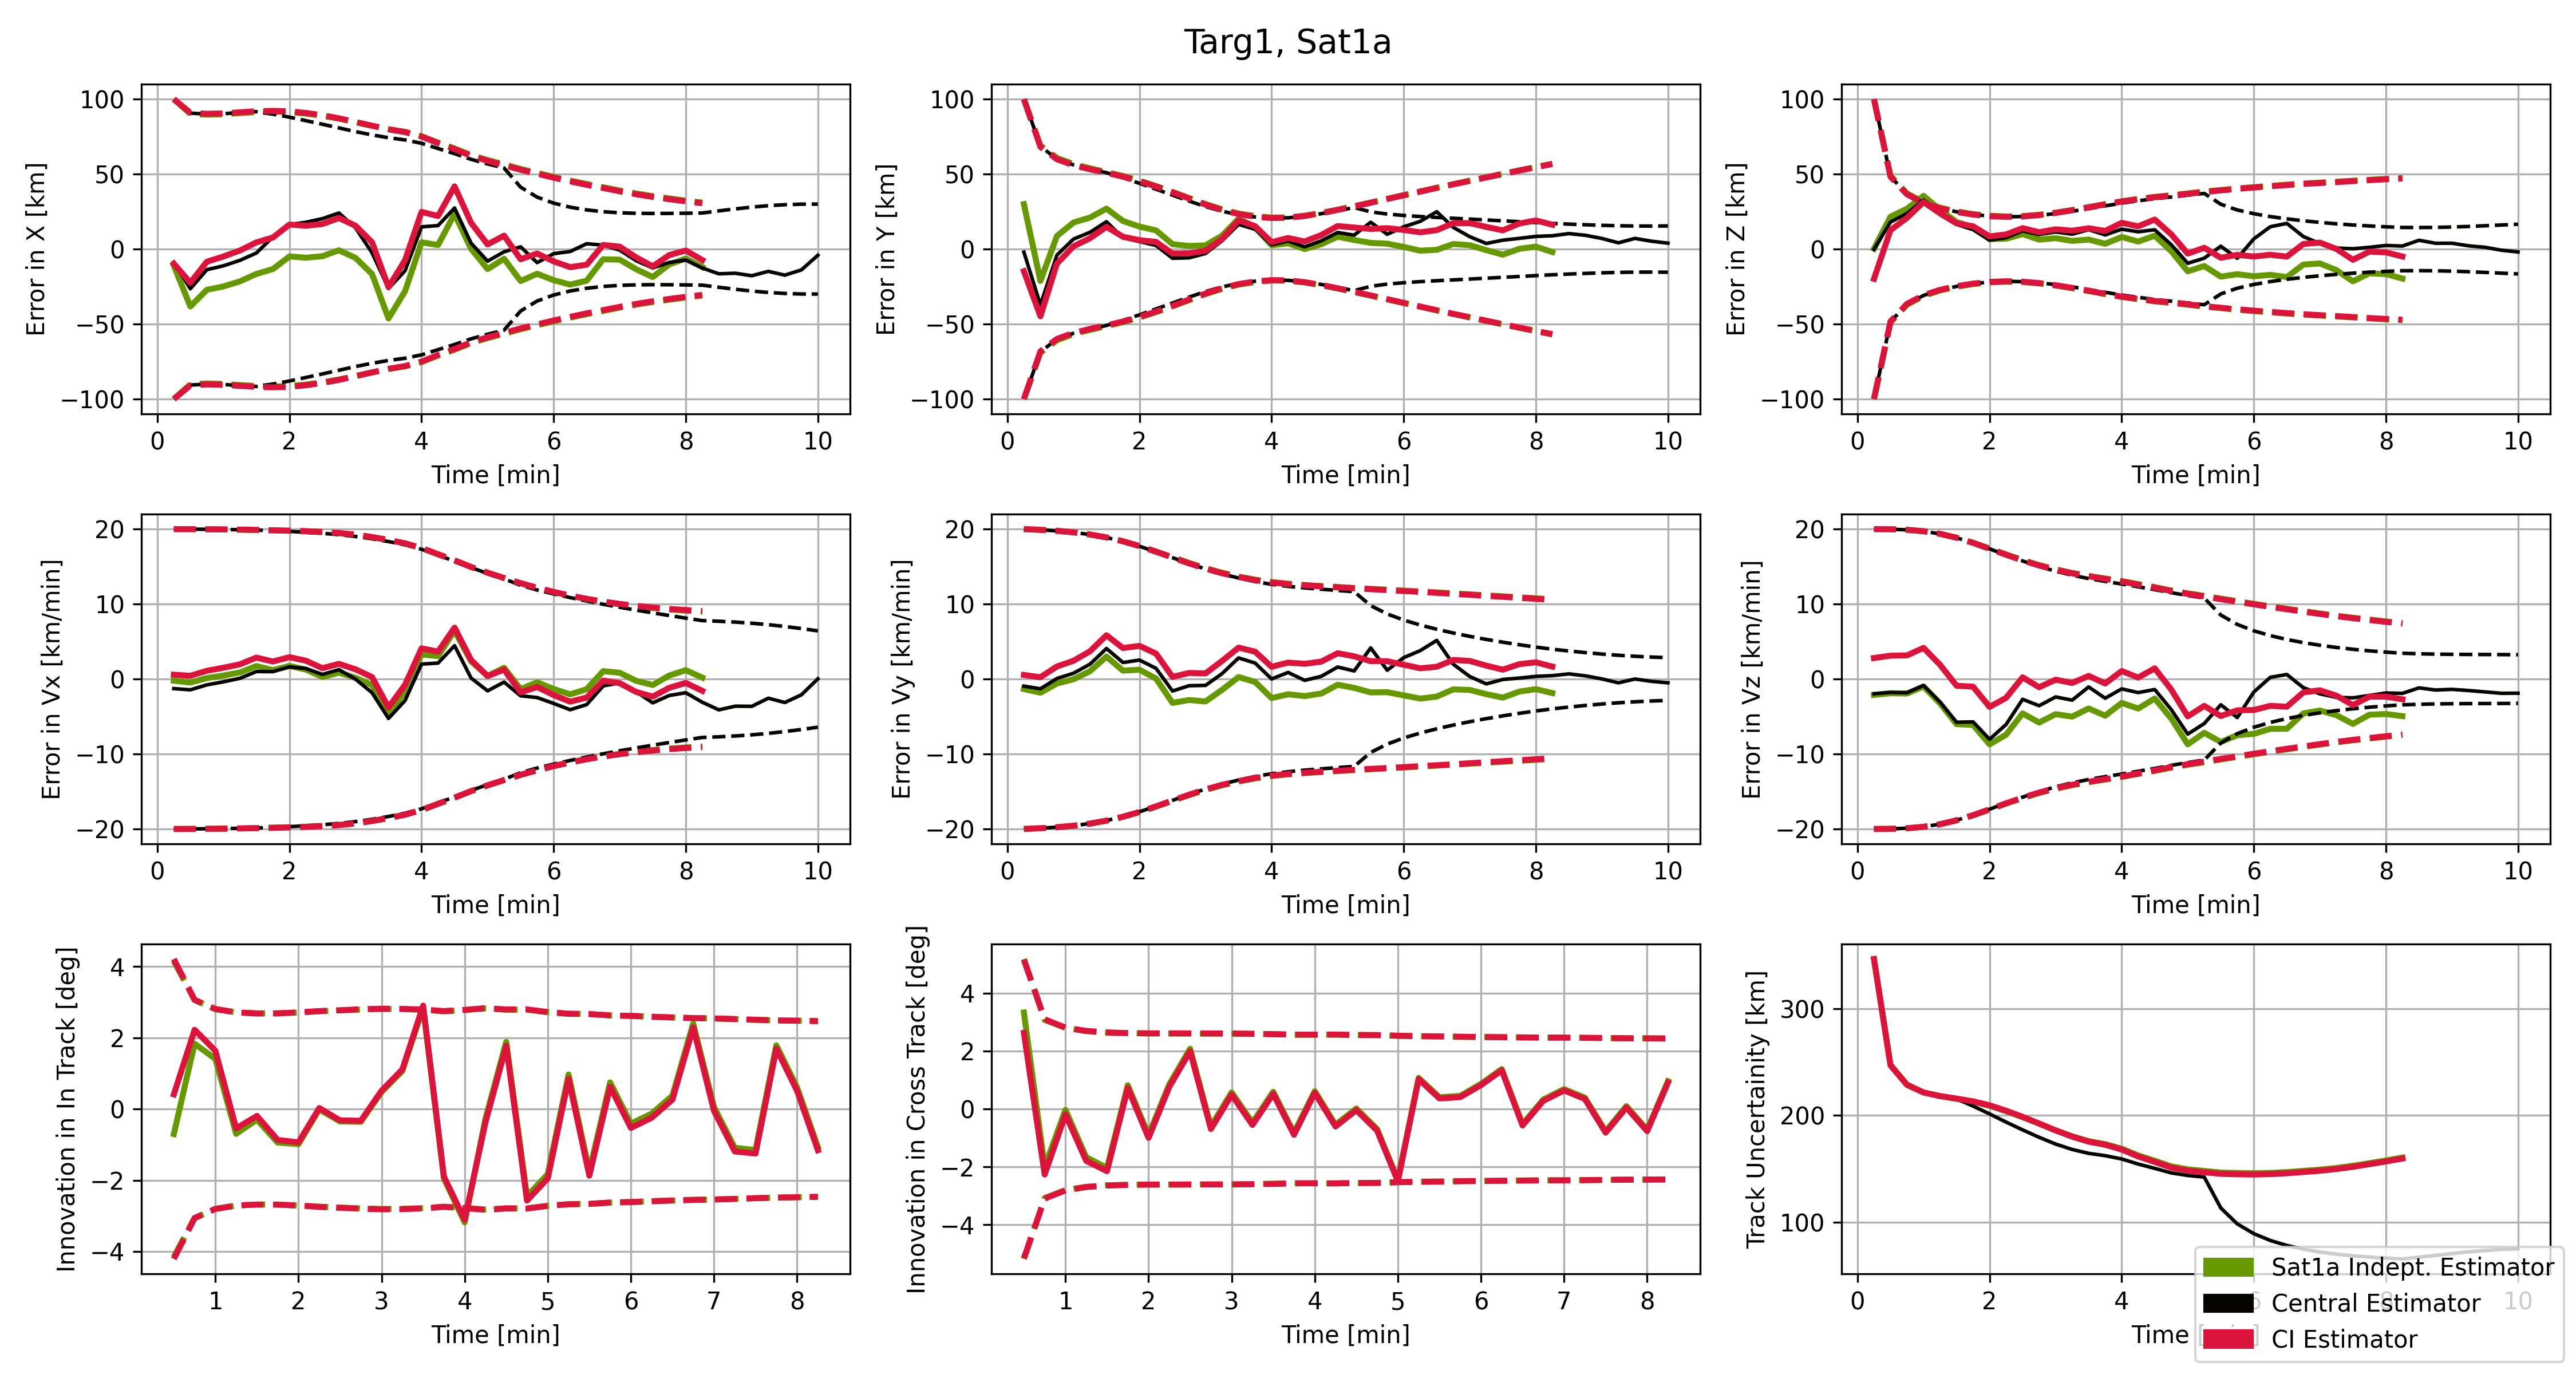 Targ1, Sat1a
Error in X [km]
100
50
0
−50
−100
0 2 4 6 8 10
Time [min]
Error in Y [km]
100
50
0
−50
−100
0 2 4 6 8 10
Time [min]
Error in Z [km]
100
50
0
−50
−100
0 2 4 6 8 10
Time [min]
Error in Vx [km/min]
20
10
0
−10
−20
0 2 4 6 8 10
Time [min]
Error in Vy [km/min]
20
10
0
−10
−20
0 2 4 6 8 10
Time [min]
Error in Vz [km/min]
20
10
0
−10
−20
0 2 4 6 8 10
Time [min]
Innovation in In Track [deg]
4
2
0
−2
−4
1 2 3 4 5 6 7 8
Time [min]
Innovation in Cross Track [deg]
4
2
0
−2
−4
1 2 3 4 5 6 7 8
Time [min]
Track Uncertainity [km]
300
200
100
0 2 4 6 8 10
Time
Sat1a Indept. Estimator
Central Estimator
CI Estimator